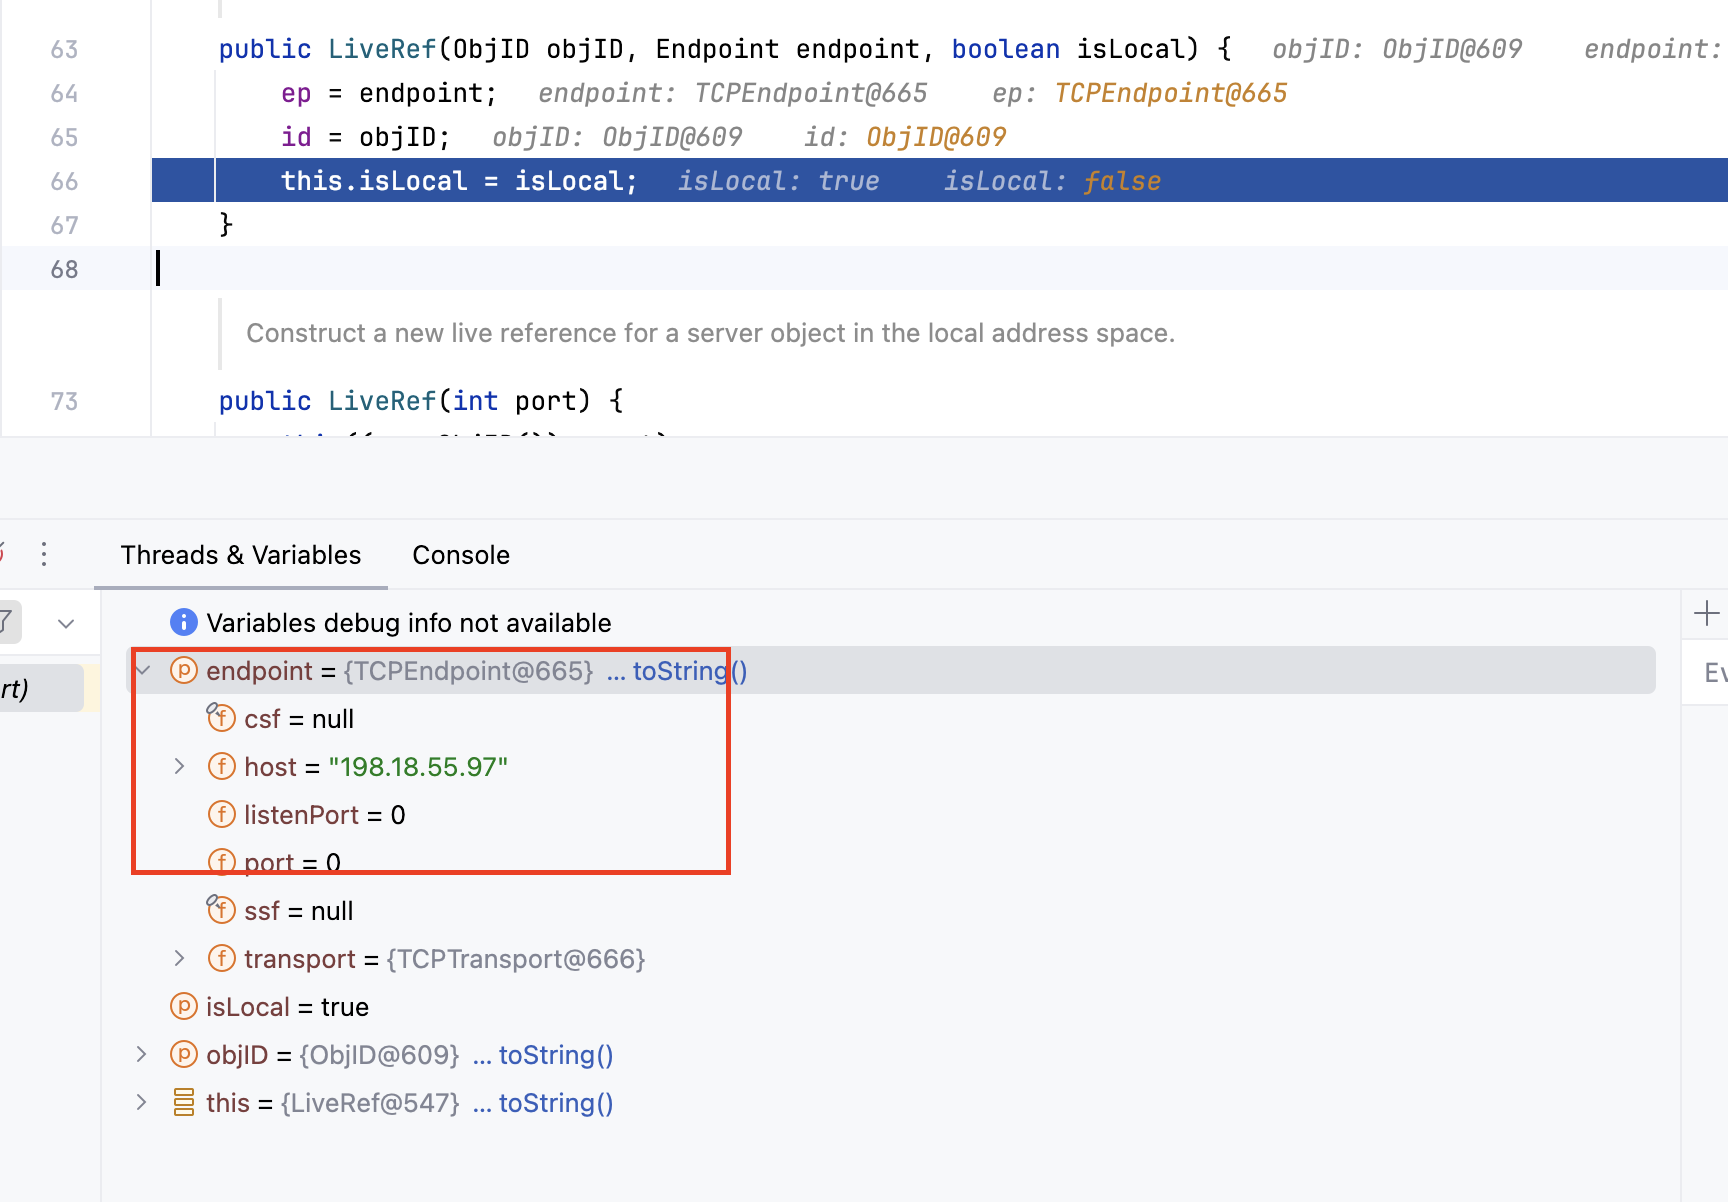 63 public LiveRef(ObjID objID, Endpoint endpoint, boolean isLocal) { objID: ObjID@609 endpoint:
64 ep = endpoint; endpoint: TCPEndpoint@665 ep: TCPEndpoint@665
65 id = objID; objID: ObjID@609 id: ObjID@609
66 this.isLocal = isLocal; isLocal: true isLocal: false
67 }
68
Construct a new live reference for a server object in the local address space.
73 public LiveRef(int port) {
Threads & Variables Console
Variables debug info not available
endpoint = {TCPEndpoint@665} ... toString()
rt)
csf = null
host = "198.18.55.97"
listenPort = 0
port = 0
ssf = null
transport = {TCPTransport@666}
isLocal = true
objID = {ObjID@609} ... toString()
this = {LiveRef@547} ... toString()